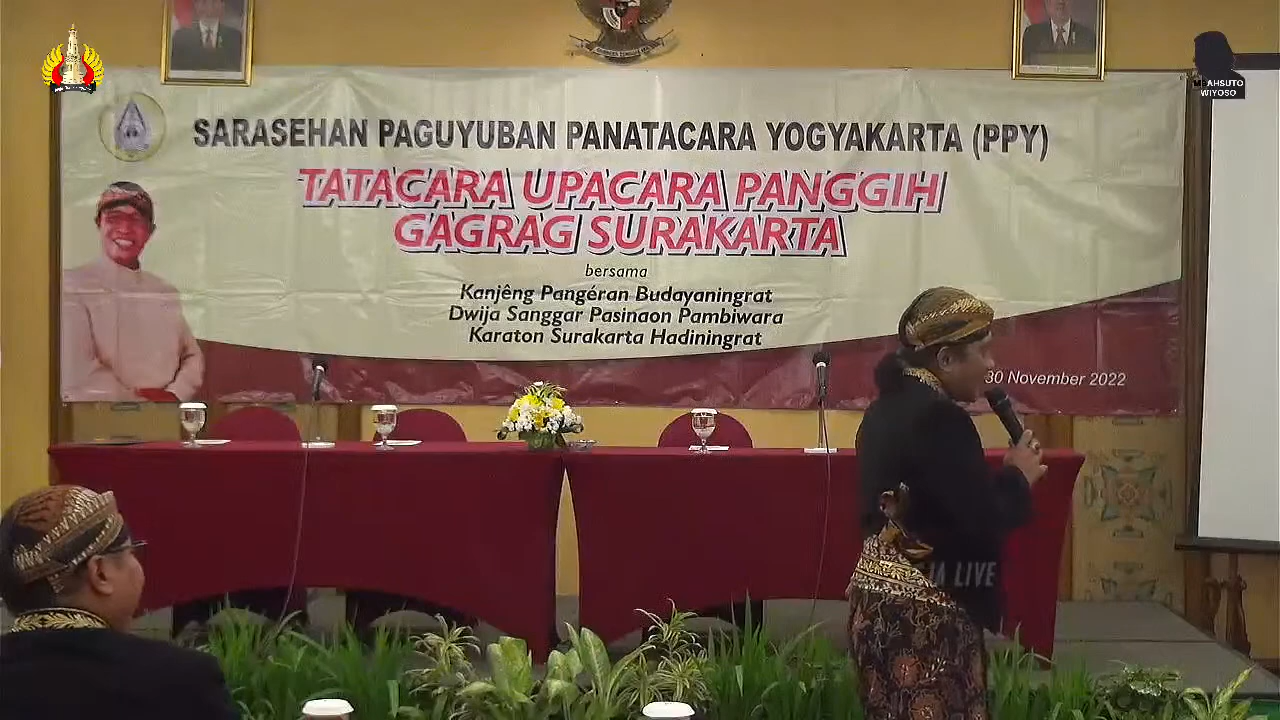 AHSUTO
WIYOSO
SARASEHAN PAGUYUBAN PANATACARA YOGYAKARTA (PPY)
TATACARA UPACARA PANGGIH
GAGRAG SURAKARTA
bersama
Kanjêng Pangéran Budayaningrat
Dwija Sanggar Pasinaon Pambiwara
Karaton Surakarta Hadiningrat
30 November 2022
LIVE